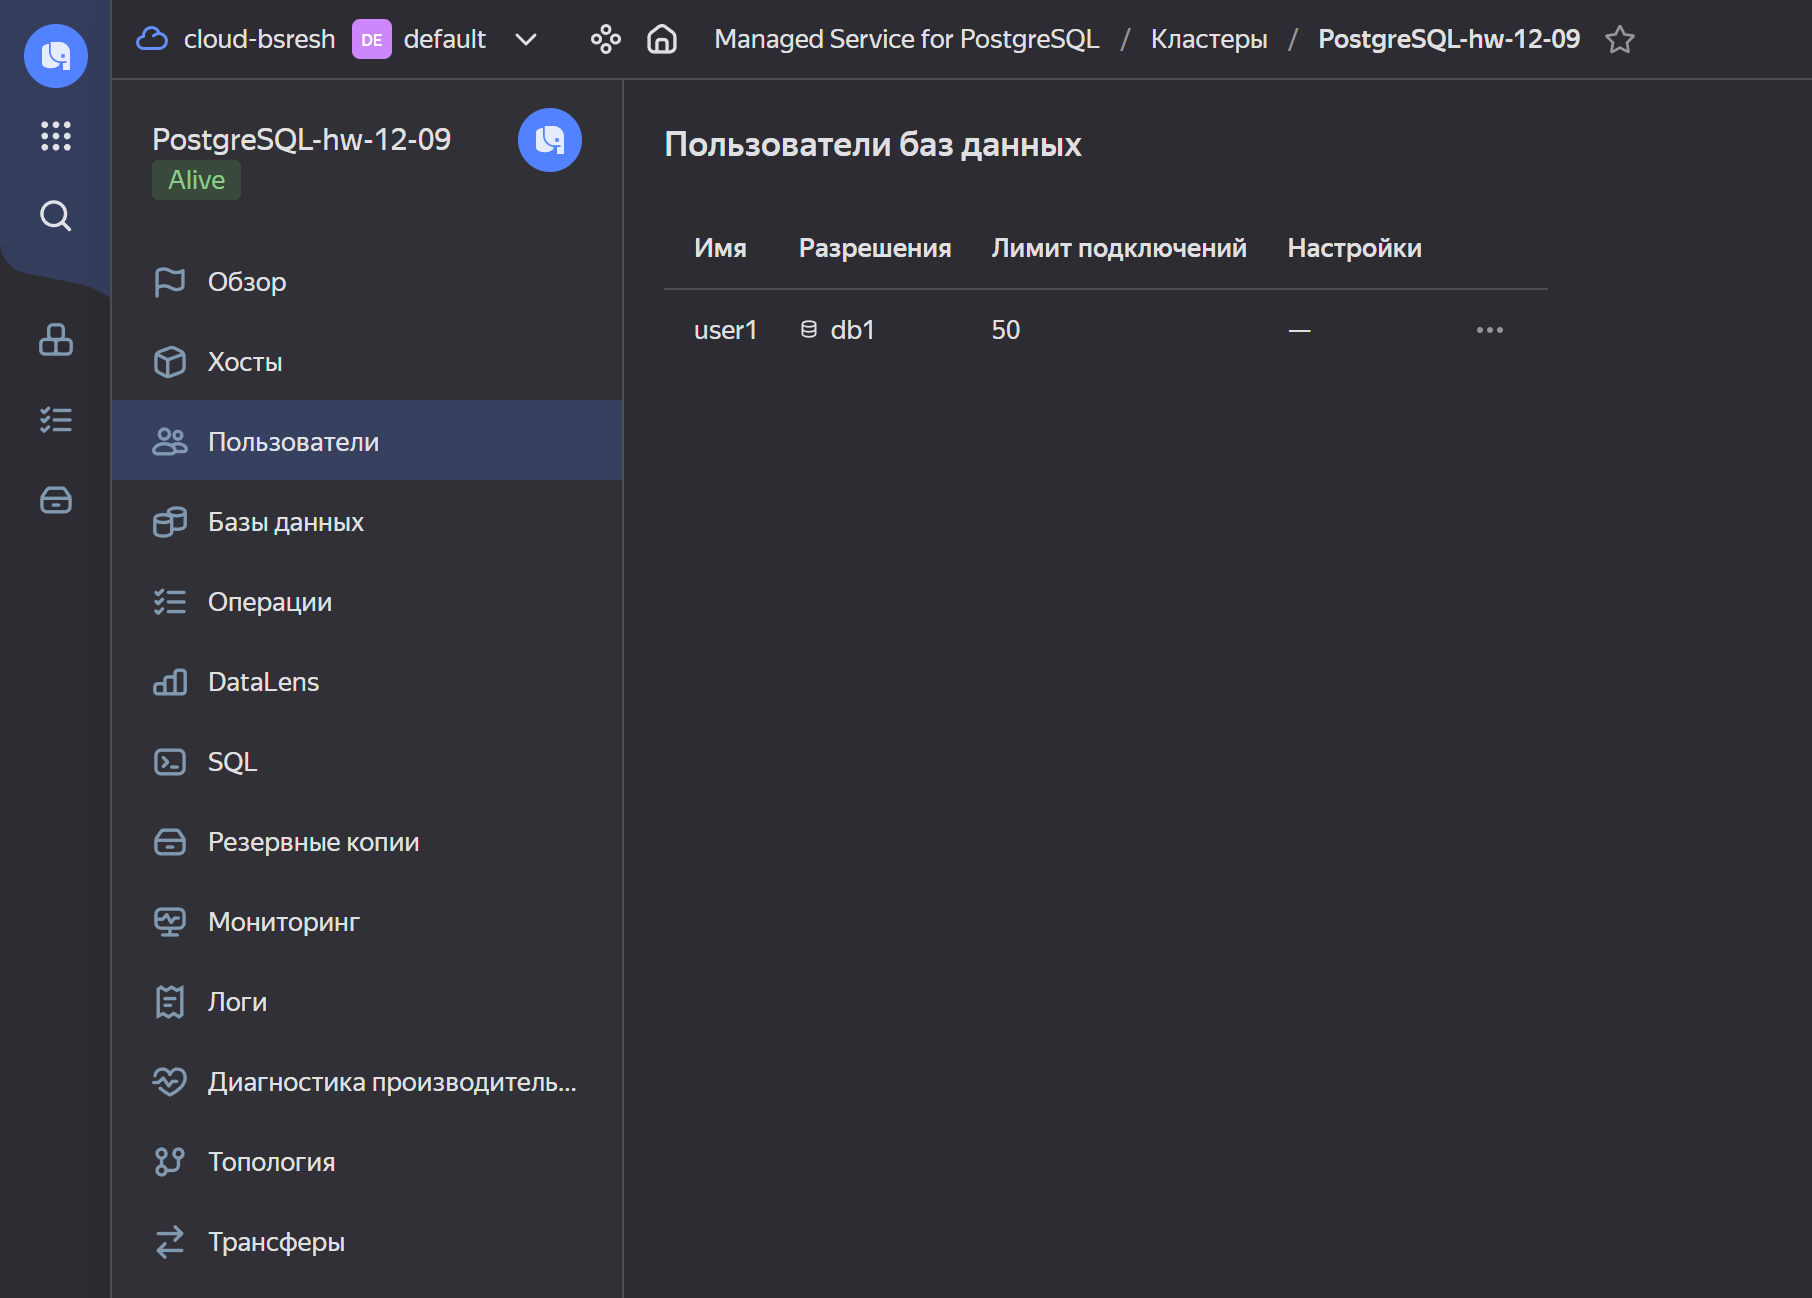 cloud-bsresh DE default Managed Service for PostgreSQL / Кластеры / PostgreSQL-hw-12-09
PostgreSQL-hw-12-09
Alive
Обзор
Хосты
Пользователи
Базы данных
Операции
DataLens
SQL
Резервные копии
Мониторинг
Логи
Диагностика производитель...
Топология
Трансферы
Пользователи баз данных
Имя Разрешения Лимит подключений Настройки
user1 db1 50 —